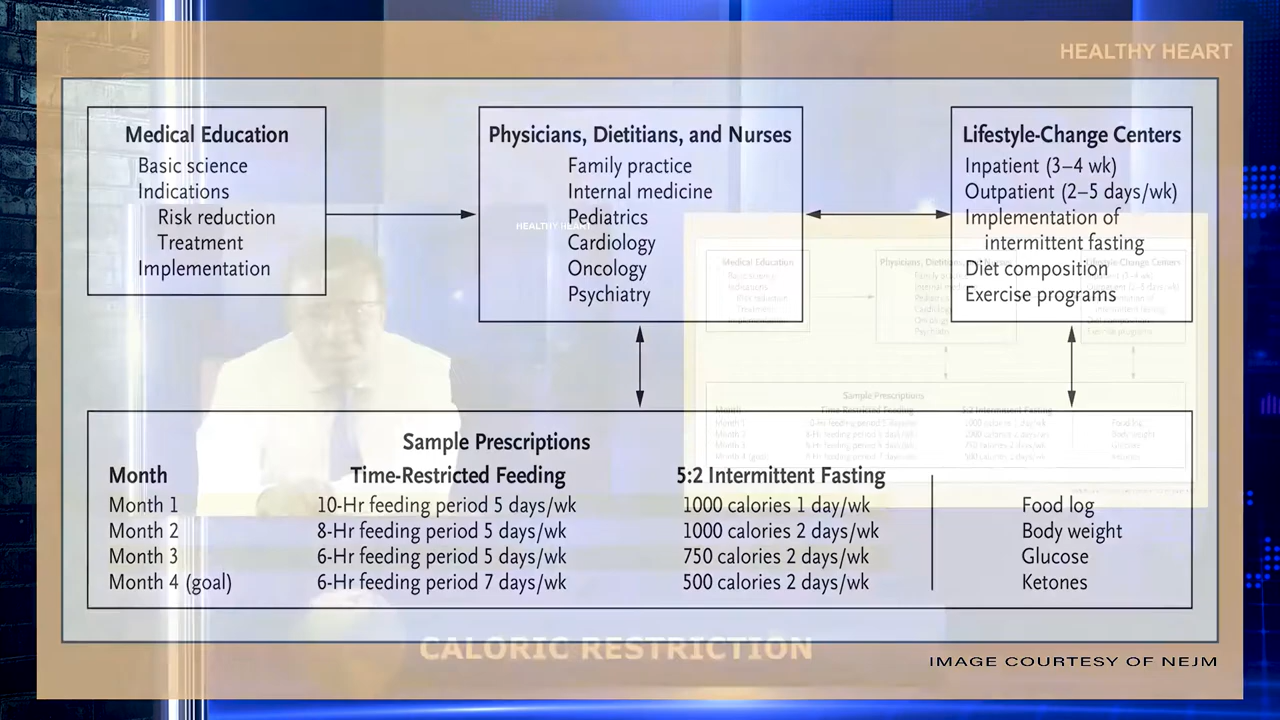 HEALTHY HEART
Medical Education
Basic science
Indications
Risk reduction
Treatment
Implementation
Physicians, Dietitians, and Nurses
Family practice
Internal medicine
Pediatrics
Cardiology
Oncology
Psychiatry
Lifestyle-Change Centers
Inpatient (3–4 wk)
Outpatient (2–5 days/wk)
Implementation of
intermittent fasting
Diet composition
Exercise programs
HEALTHY HEART
Sample Prescriptions
Month Time-Restricted Feeding 5:2 Intermittent Fasting
Month 1 10-Hr feeding period 5 days/wk 1000 calories 1 day/wk Food log
Month 2 8-Hr feeding period 5 days/wk 1000 calories 2 days/wk Body weight
Month 3 6-Hr feeding period 5 days/wk 750 calories 2 days/wk Glucose
Month 4 (goal) 6-Hr feeding period 7 days/wk 500 calories 2 days/wk Ketones
CALORIC RESTRICTION
IMAGE COURTESY OF NEJM